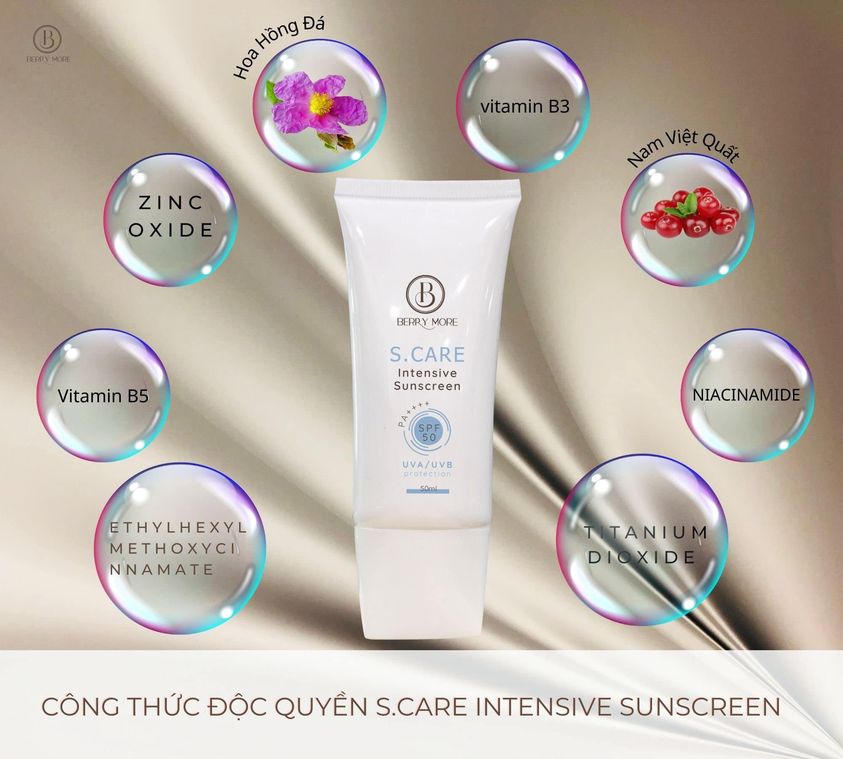 BERRY MORE
Hoa Hồng Đá
vitamin B3
Nam Việt Quất
ZINC
OXIDE
Vitamin B5
NIACINAMIDE
ETHYLHEXYL
METHOXYCI
NNAMATE
TITANIUM
DIOXIDE
B
BERRY MORE
S.CARE
Intensive
Sunscreen
PA++++
SPF
50
UVA/UVB
protection
50ml
CÔNG THỨC ĐỘC QUYỀN S.CARE INTENSIVE SUNSCREEN